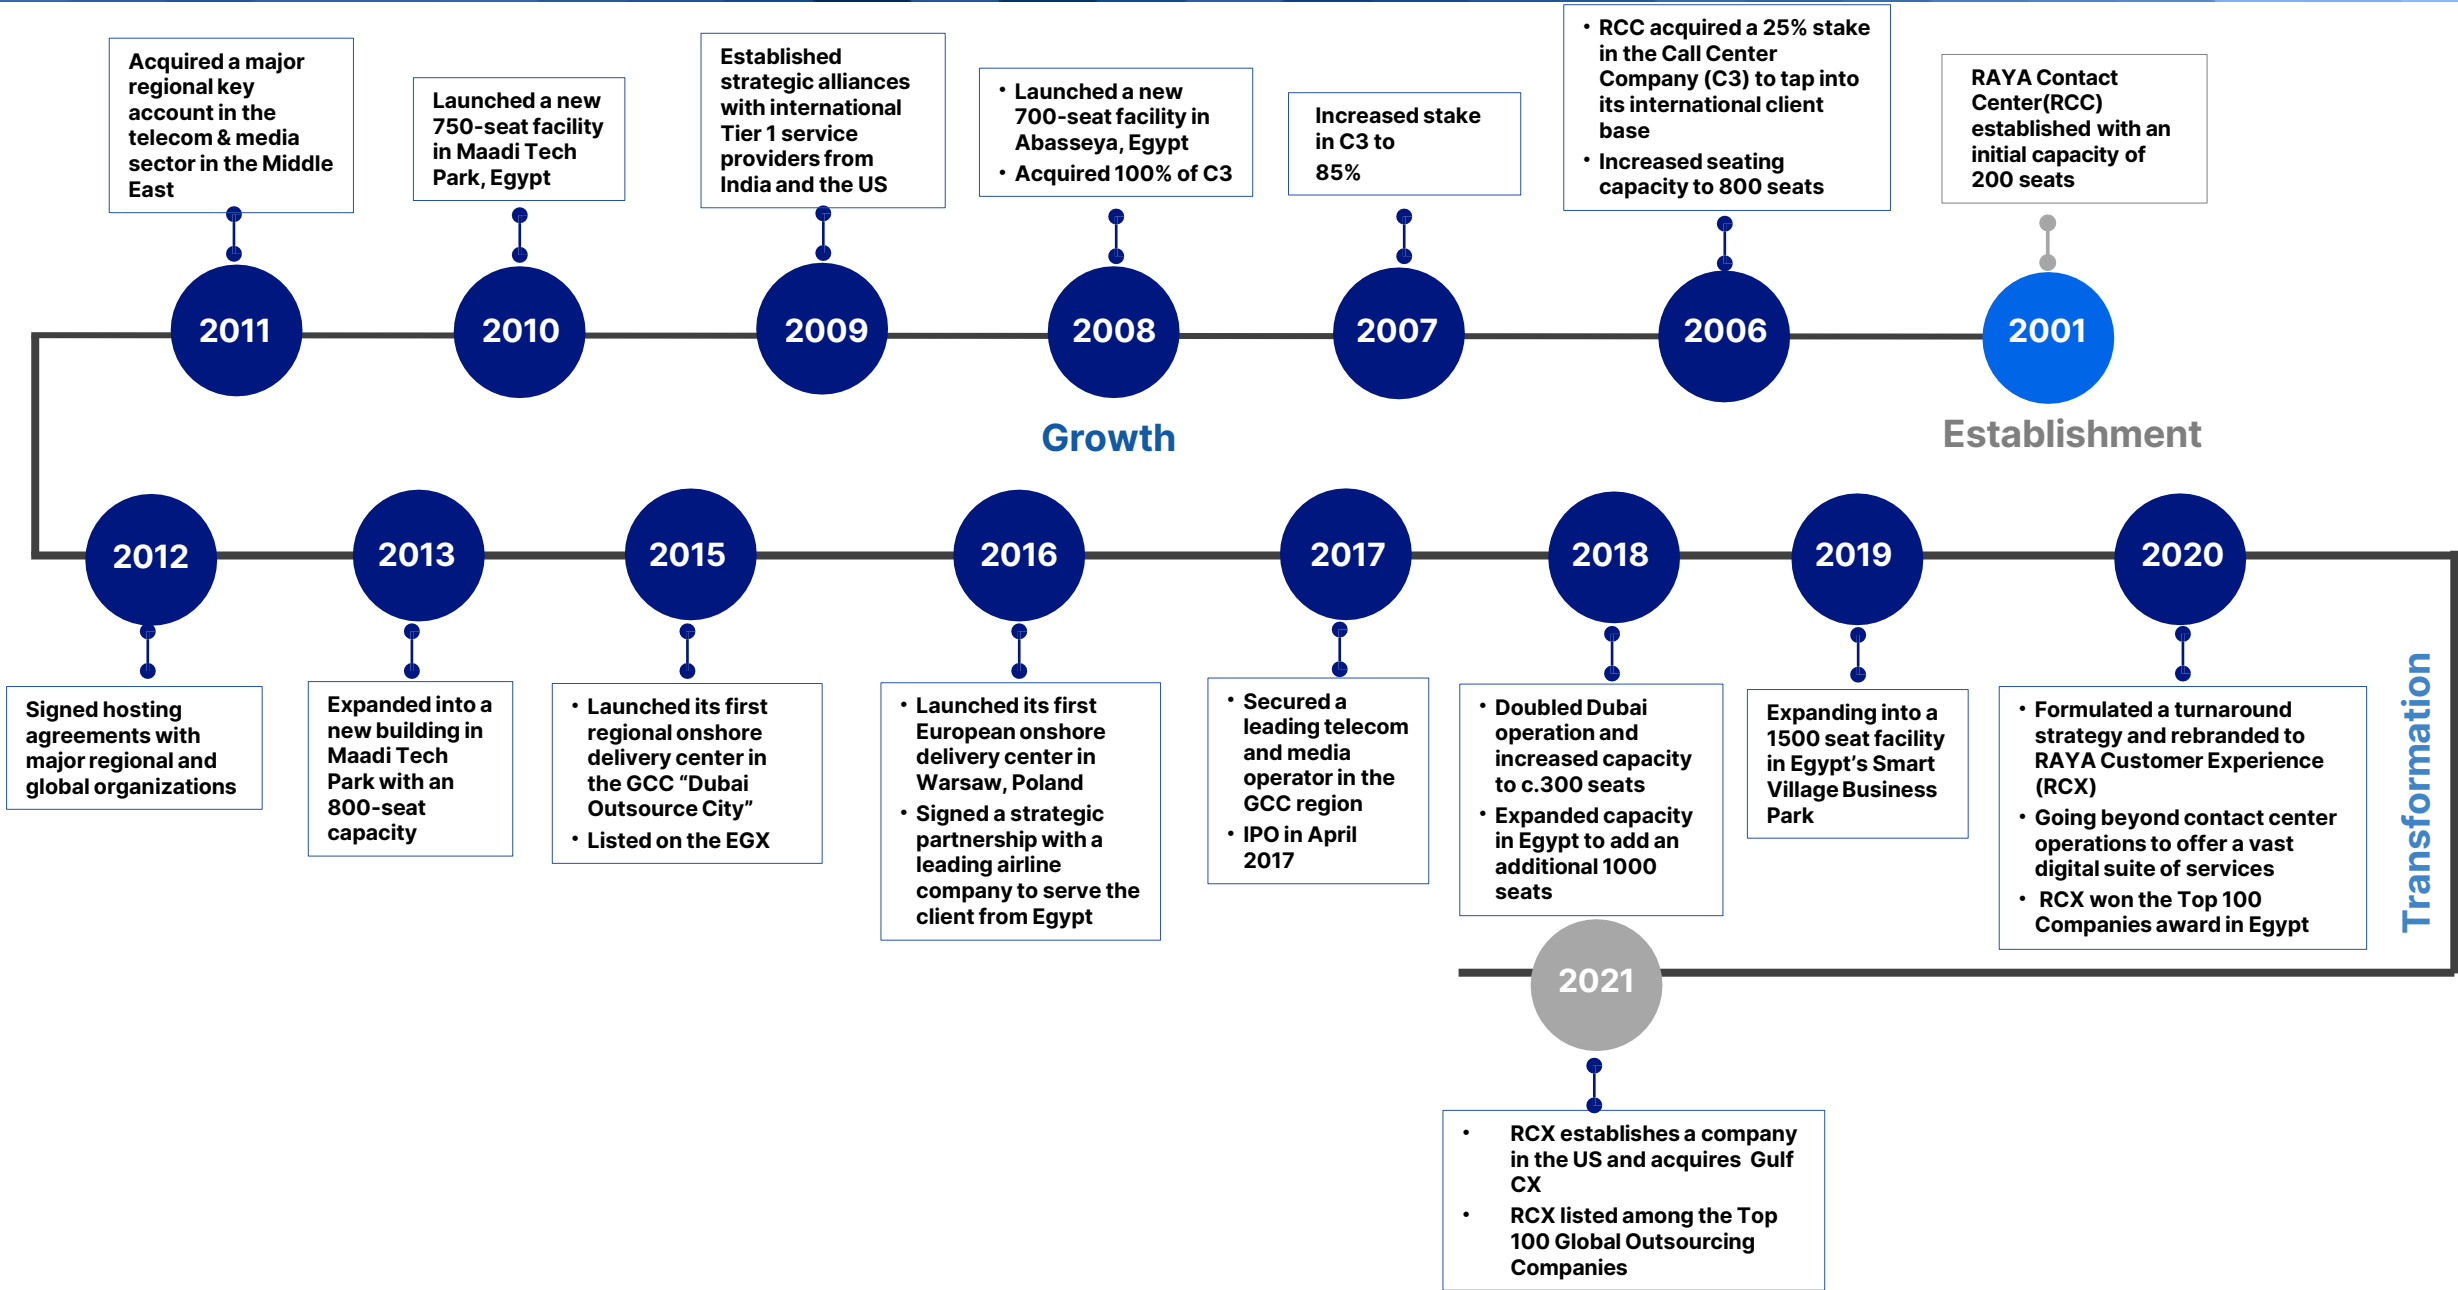 Acquired a major
regional key
account in the
telecom & media
sector in the Middle
East
Launched a new
750-seat facility
in Maadi Tech
Park, Egypt
Established
strategic alliances
with international
Tier 1 service
providers from
India and the US
• Launched a new
700-seat facility in
Abasseya, Egypt
• Acquired 100% of C3
Increased stake
in C3 to
85%
• RCC acquired a 25% stake
in the Call Center
Company (C3) to tap into
its international client
base
• Increased seating
capacity to 800 seats
RAYA Contact
Center(RCC)
established with an
initial capacity of
200 seats
2011
2010
2009
2008
2007
2006
2001
Growth
Establishment
2012
2013
2015
2016
2017
2018
2019
2020
Signed hosting
agreements with
major regional and
global organizations
Expanded into a
new building in
Maadi Tech
Park with an
800-seat
capacity
• Launched its first
regional onshore
delivery center in
the GCC “Dubai
Outsource City”
• Listed on the EGX
• Launched its first
European onshore
delivery center in
Warsaw, Poland
• Signed a strategic
partnership with a
leading airline
company to serve the
client from Egypt
• Secured a
leading telecom
and media
operator in the
GCC region
• IPO in April
2017
• Doubled Dubai
operation and
increased capacity
to c.300 seats
• Expanded capacity
in Egypt to add an
additional 1000
seats
Expanding into a
1500 seat facility
in Egypt’s Smart
Village Business
Park
• Formulated a turnaround
strategy and rebranded to
RAYA Customer Experience
(RCX)
• Going beyond contact center
operations to offer a vast
digital suite of services
• RCX won the Top 100
Companies award in Egypt
Transformation
2021
• RCX establishes a company
in the US and acquires Gulf
CX
• RCX listed among the Top
100 Global Outsourcing
Companies